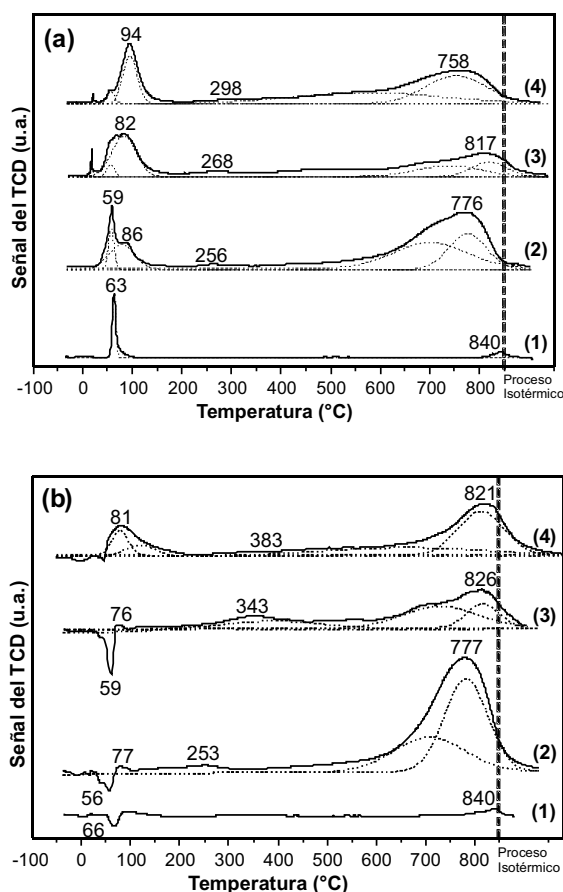 (a)
94
298
758
(4)
82
268
817
(3)
59
86
256
776
(2)
63
840
(1)
Señal del TCD (u.a.)
-100 0 100 200 300 400 500 600 700 800
Proceso
Isotérmico
Temperatura (°C)
(b)
81
383
821
(4)
76
343
826
(3)
59
777
77
253
(2)
56
840
(1)
66
Señal del TCD (u.a.)
-100 0 100 200 300 400 500 600 700 800
Proceso
Isotérmico
Temperatura (°C)